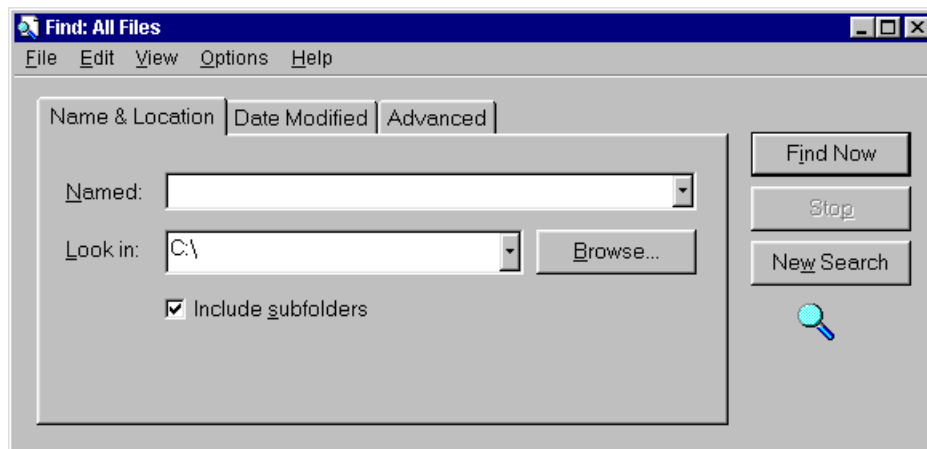 Find: All Files
File Edit View Options Help
Name & Location Date Modified Advanced
Find Now
Named:
Stop
Look in: C:\ Browse...
New Search
Include subfolders